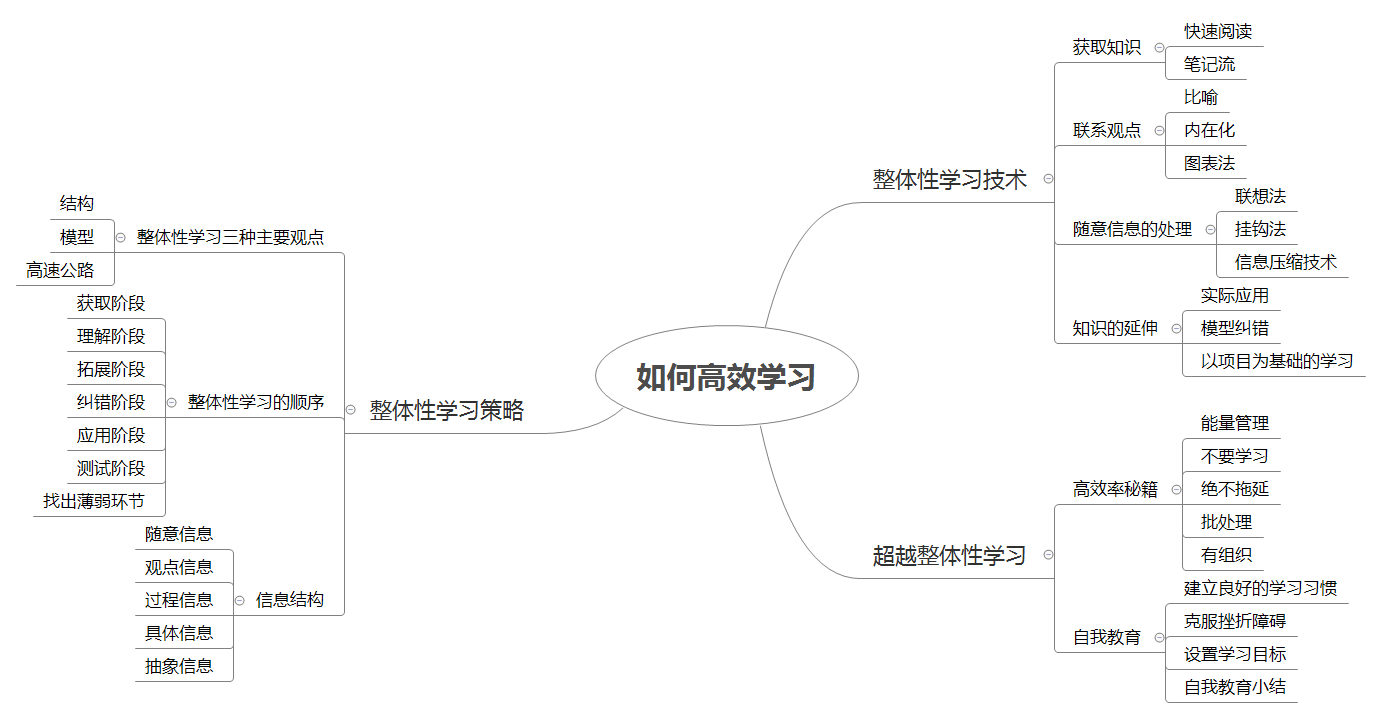 如何高效学习
整体性学习技术
获取知识
快速阅读
笔记流
联系观点
比喻
内在化
图表法
随意信息的处理
联想法
挂钩法
信息压缩技术
知识的延伸
实际应用
模型纠错
以项目为基础的学习
超越整体性学习
高效率秘籍
能量管理
不要学习
绝不拖延
批处理
有组织
自我教育
建立良好的学习习惯
克服挫折障碍
设置学习目标
自我教育小结
整体性学习策略
整体性学习三种主要观点
结构
模型
高速公路
整体性学习的顺序
获取阶段
理解阶段
拓展阶段
纠错阶段
应用阶段
测试阶段
找出薄弱环节
信息结构
随意信息
观点信息
过程信息
具体信息
抽象信息